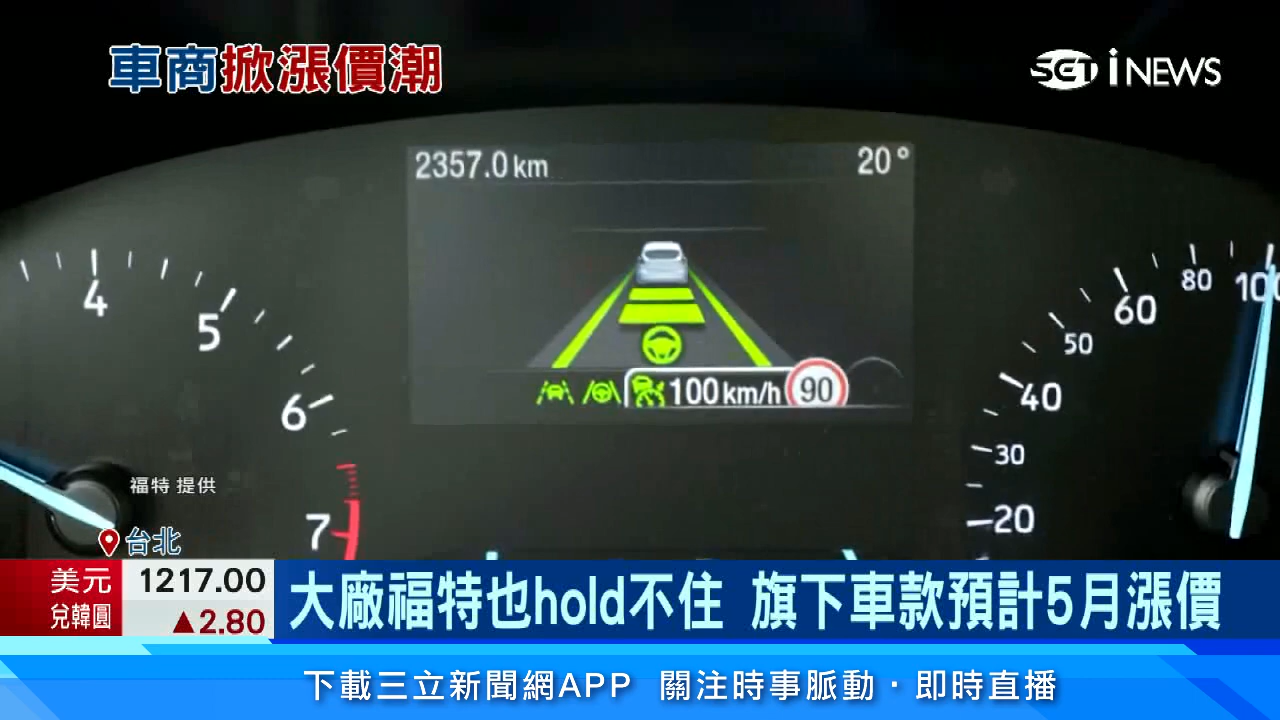 車商掀漲價潮
SET iNEWS
2357.0 km
20°
4
5
6
7
100 km/h
90
100
80
60
50
40
30
20
福特 提供
台北
美元
兌韓圓
1217.00
▲2.80
大廠福特也hold不住 旗下車款預計5月漲價
下載三立新聞網APP 關注時事脈動·即時直播